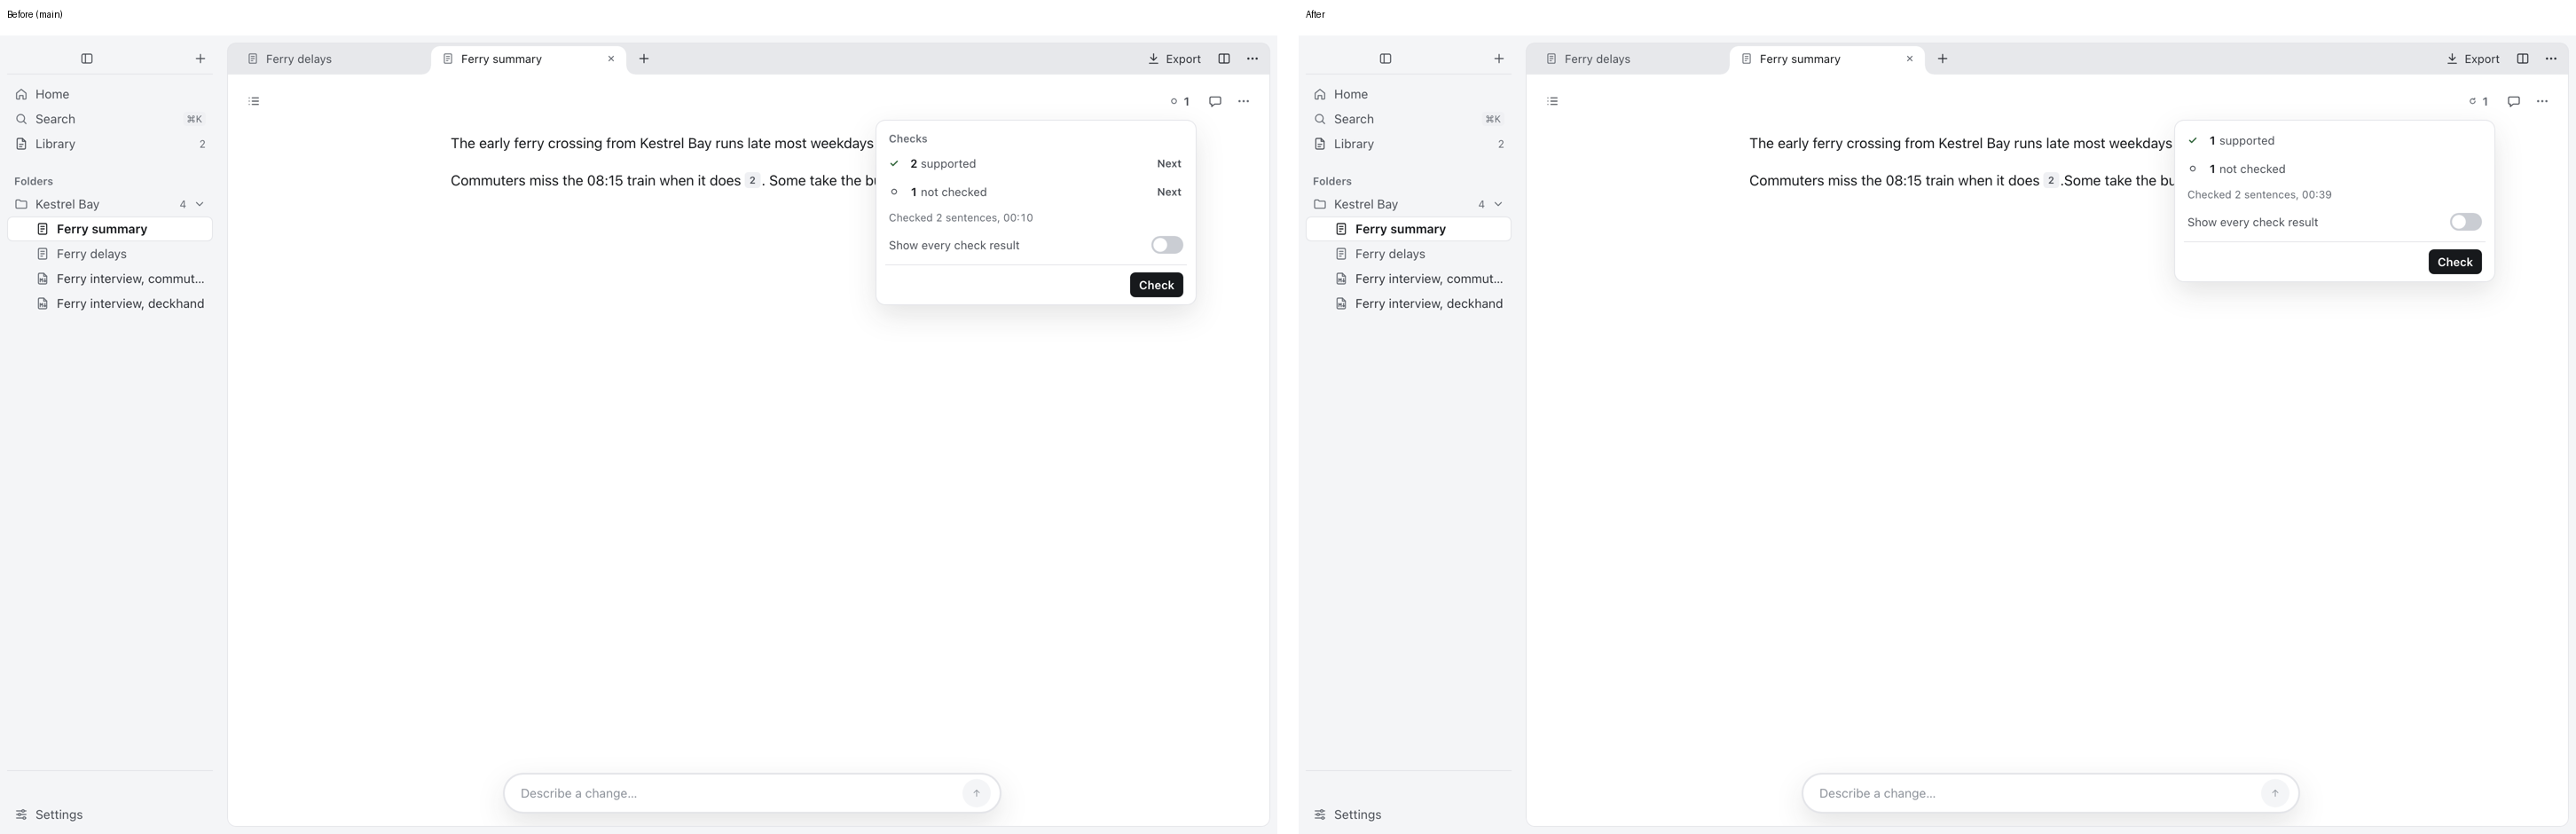 Before (main)
Ferry delays
Ferry summary
Export
Home
Search ⌘K
Library 2
Folders
Kestrel Bay 4
Ferry summary
Ferry delays
Ferry interview, commut...
Ferry interview, deckhand
Settings
1
The early ferry crossing from Kestrel Bay runs late most weekdays
Commuters miss the 08:15 train when it does 2 . Some take the bu
Checks
2 supported Next
1 not checked Next
Checked 2 sentences, 00:10
Show every check result
Check
Describe a change...
After
Ferry delays
Ferry summary
Export
Home
Search ⌘K
Library 2
Folders
Kestrel Bay 4
Ferry summary
Ferry delays
Ferry interview, commut...
Ferry interview, deckhand
Settings
1
The early ferry crossing from Kestrel Bay runs late most weekdays
Commuters miss the 08:15 train when it does 2 .Some take the bu
1 supported
1 not checked
Checked 2 sentences, 00:39
Show every check result
Check
Describe a change...